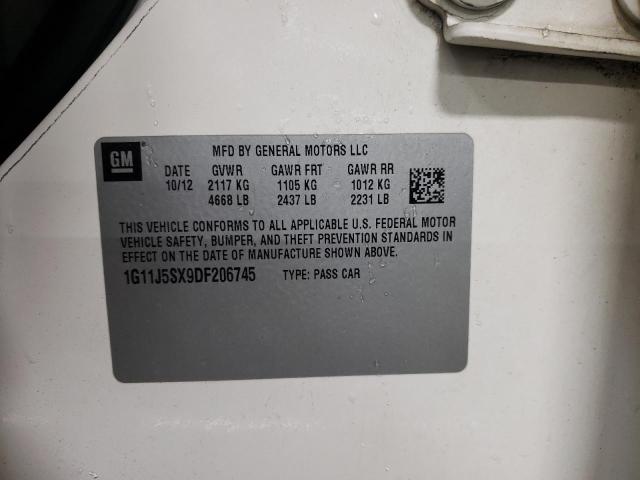 GM
MFD BY GENERAL MOTORS LLC
DATE GVWR GAWR FRT GAWR RR
10/12 2117 KG 1105 KG 1012 KG
4668 LB 2437 LB 2231 LB
THIS VEHICLE CONFORMS TO ALL APPLICABLE U.S. FEDERAL MOTOR
VEHICLE SAFETY, BUMPER, AND THEFT PREVENTION STANDARDS IN
EFFECT ON THE DATE OF MANUFACTURE SHOWN ABOVE.
1G11J5SX9DF206745 TYPE: PASS CAR